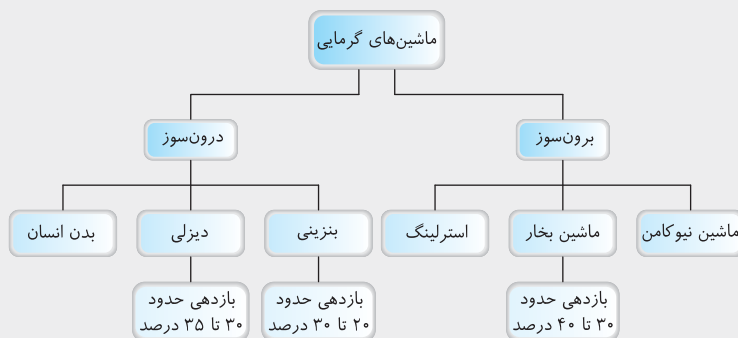 ماشین‌های گرمایی
برون‌سوز
درون‌سوز
ماشین نیوکامن
ماشین بخار
استرلینگ
بنزینی
دیزلی
بدن انسان
بازدهی حدود
۳۰ تا ۴۰ درصد
بازدهی حدود
۲۰ تا ۳۰ درصد
بازدهی حدود
۳۰ تا ۳۵ درصد